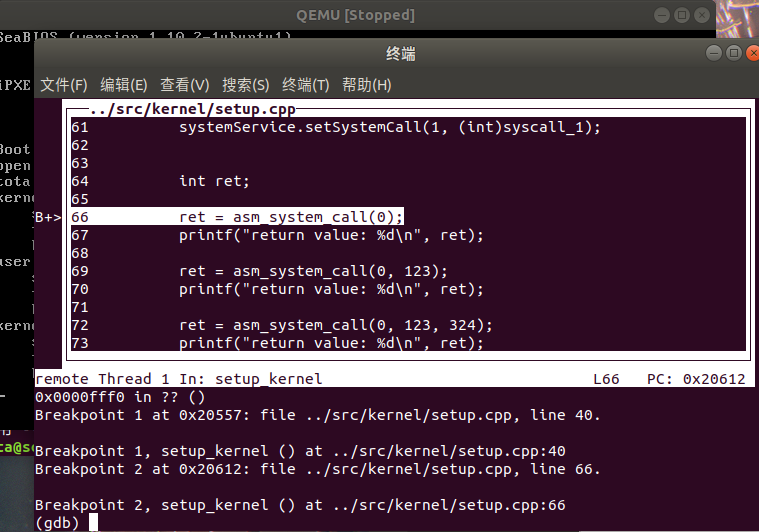 QEMU [Stopped]
SeaBIOS (version 1.10.2-1ubuntu1)
终端
iPXE
文件(F) 编辑(E) 查看(V) 搜索(S) 终端(T) 帮助(H)
../src/kernel/setup.cpp
61 systemService.setSystemCall(1, (int)syscall_1);
62
63
Boot
open
64 int ret;
tota
65
kerne
B+> 66 ret = asm_system_call(0);
67 printf("return value: %d\n", ret);
68
user
69 ret = asm_system_call(0, 123);
70 printf("return value: %d\n", ret);
71
kerne
72 ret = asm_system_call(0, 123, 324);
73 printf("return value: %d\n", ret);
remote Thread 1 In: setup_kernel L66 PC: 0x20612
0x0000fff0 in ?? ()
Breakpoint 1 at 0x20557: file ../src/kernel/setup.cpp, line 40.
Breakpoint 1, setup_kernel () at ../src/kernel/setup.cpp:40
Breakpoint 2 at 0x20612: file ../src/kernel/setup.cpp, line 66.
Breakpoint 2, setup_kernel () at ../src/kernel/setup.cpp:66
(gdb)